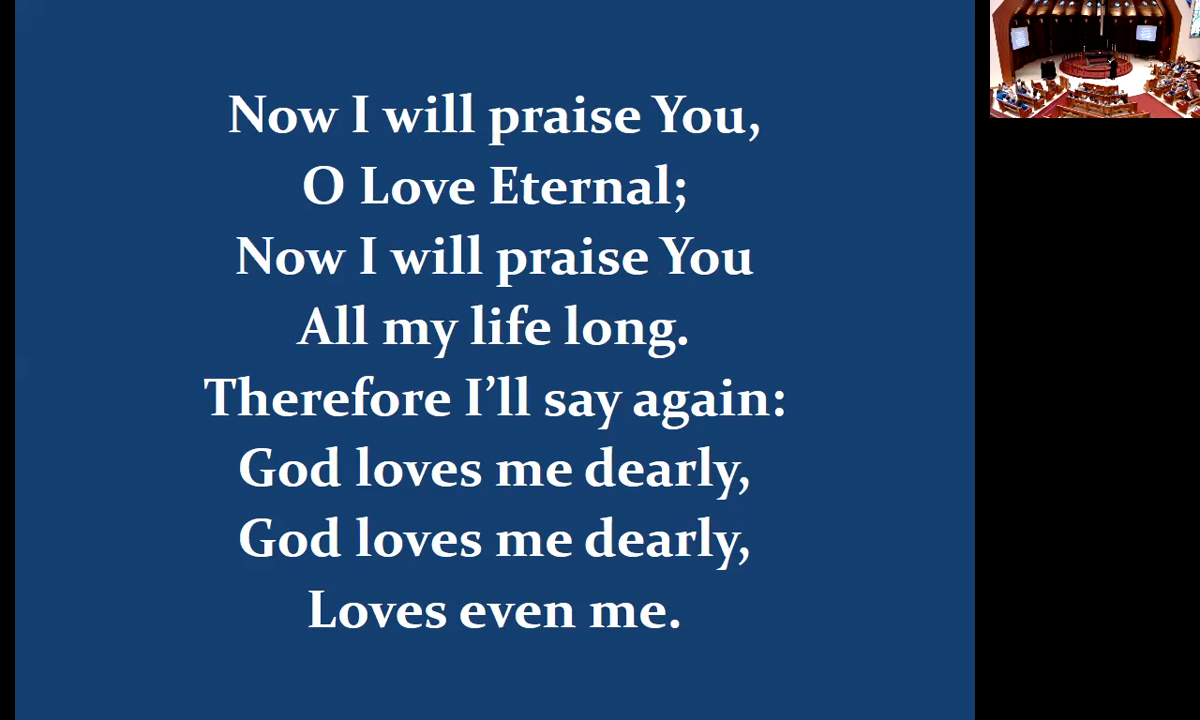 Now I will praise You,
O Love Eternal;
Now I will praise You
All my life long.
Therefore I’ll say again:
God loves me dearly,
God loves me dearly,
Loves even me.